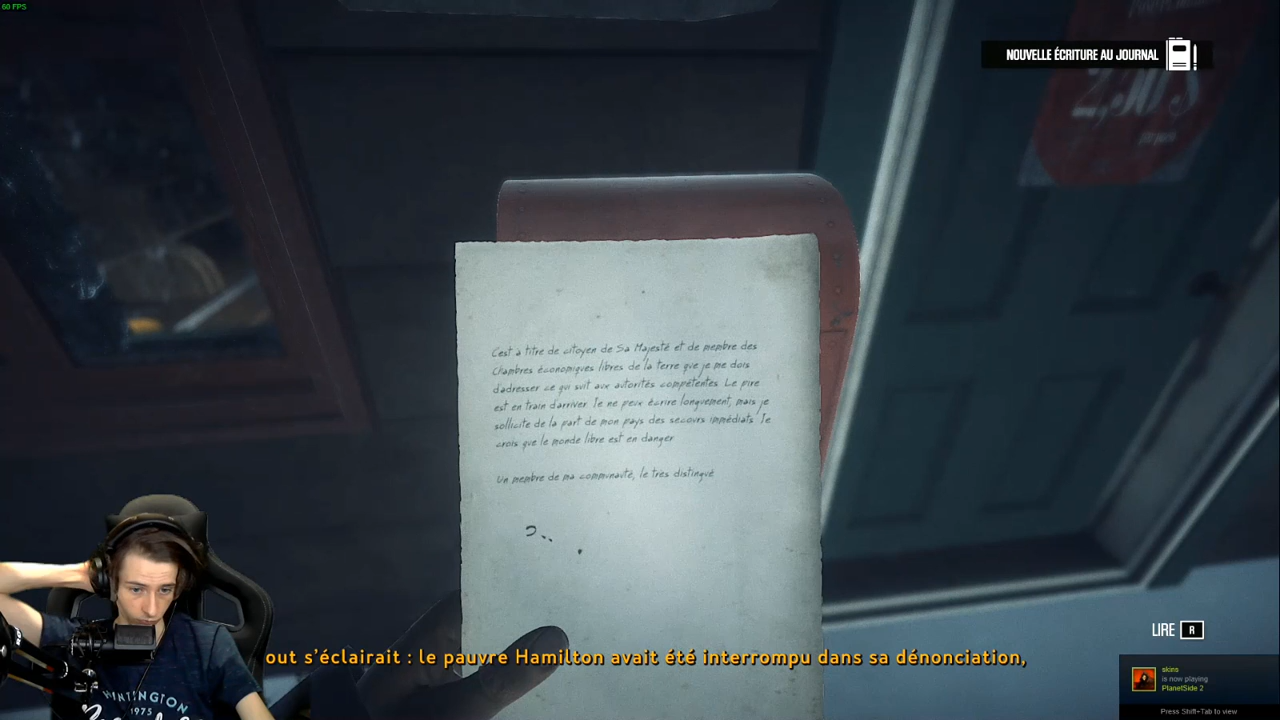 60 FPS
NOUVELLE ÉCRITURE AU JOURNAL
2,50$
C'est à titre de citoyen de Sa Majesté et de membre des
Chambres économiques libres de la terre que je me dois
d'adresser ce qui suit aux autorités compétentes. Le pire
est en train d'arriver. Je ne peux écrire longuement, mais je
sollicite de la part de mon pays des secours immédiats. Je
crois que le monde libre est en danger
Un membre de ma communauté, le très distingué
LIRE R
out s'éclairait : le pauvre Hamilton avait été interrompu dans sa dénonciation,
HUNTINGTON
1975
skins
is now playing
PlanetSide 2
Press Shift+Tab to view